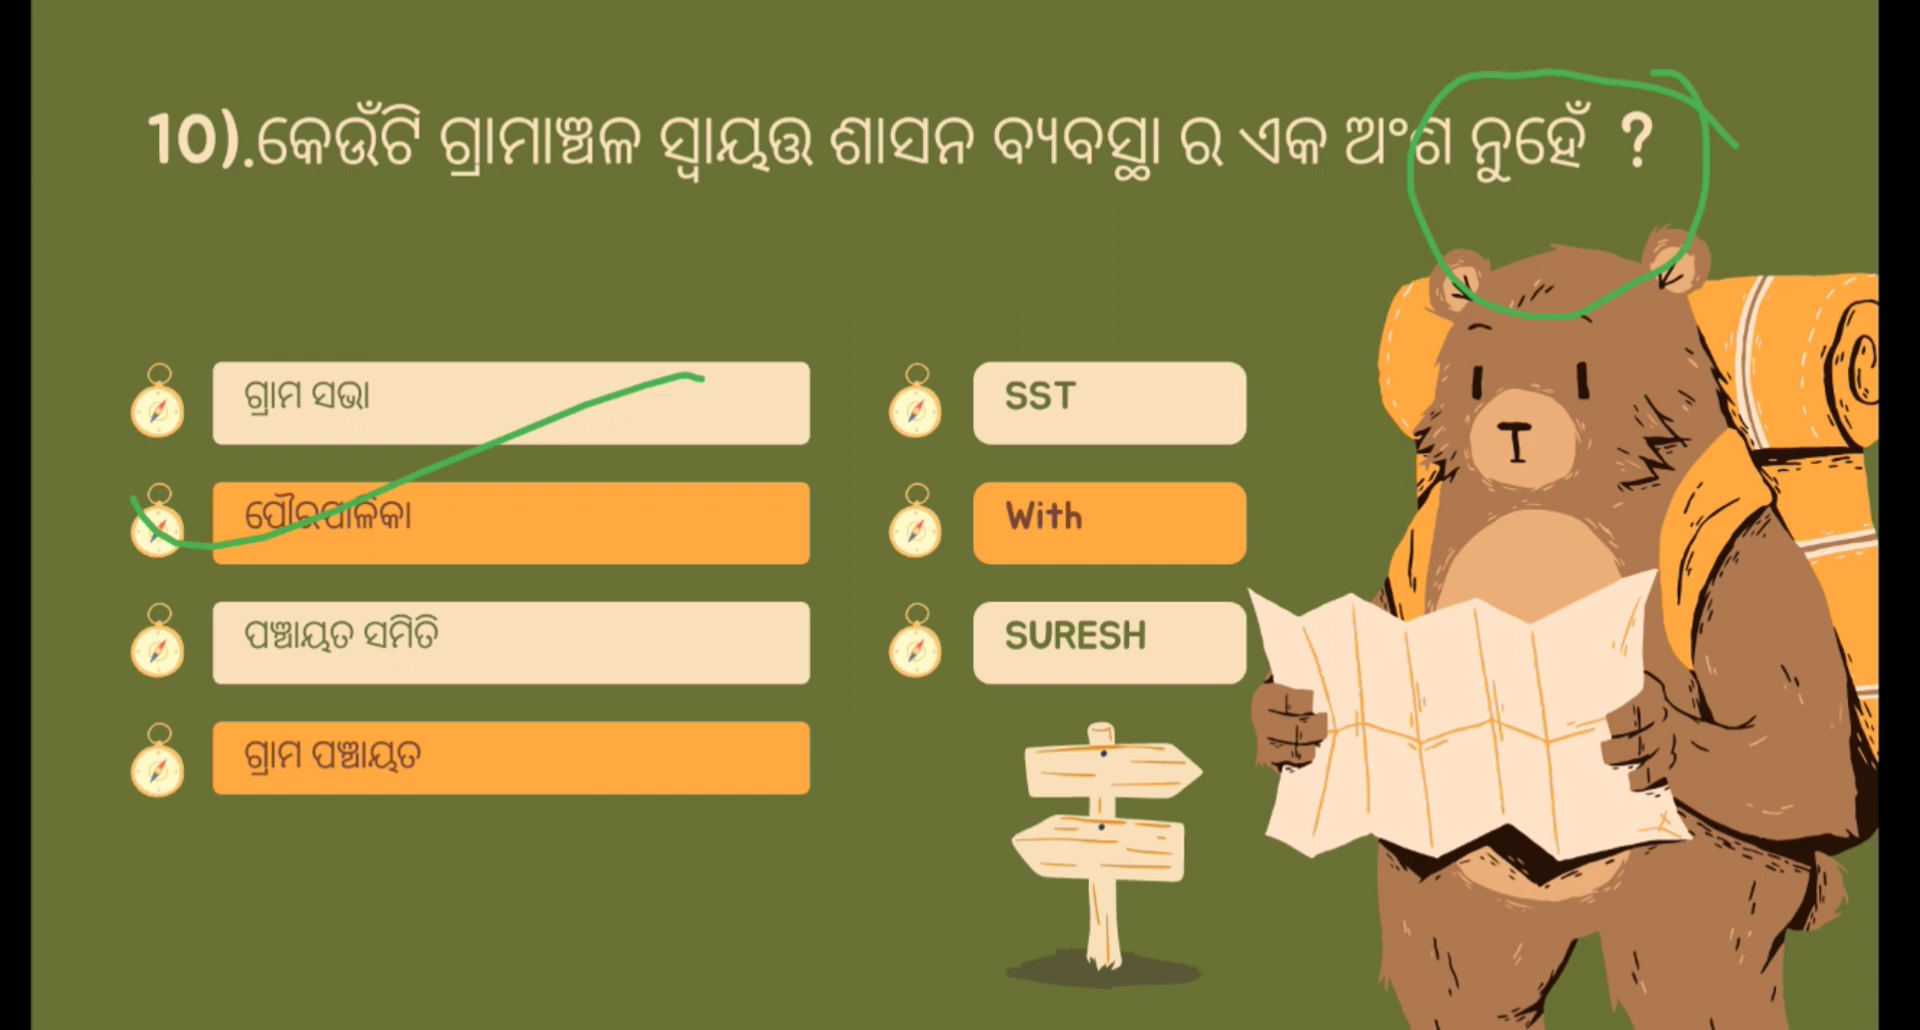 10).କେଉଁଟି ଗ୍ରାମାଞ୍ଚଳ ସ୍ୱାୟତ୍ତ ଶାସନ ବ୍ୟବସ୍ଥା ର ଏକ ଅଂଶ ନୁହେଁ ?
ଗ୍ରାମ ସଭା
ପୌରପାଳିକା
ପଞ୍ଚାୟତ ସମିତି
ଗ୍ରାମ ପଞ୍ଚାୟତ
SST
With
SURESH